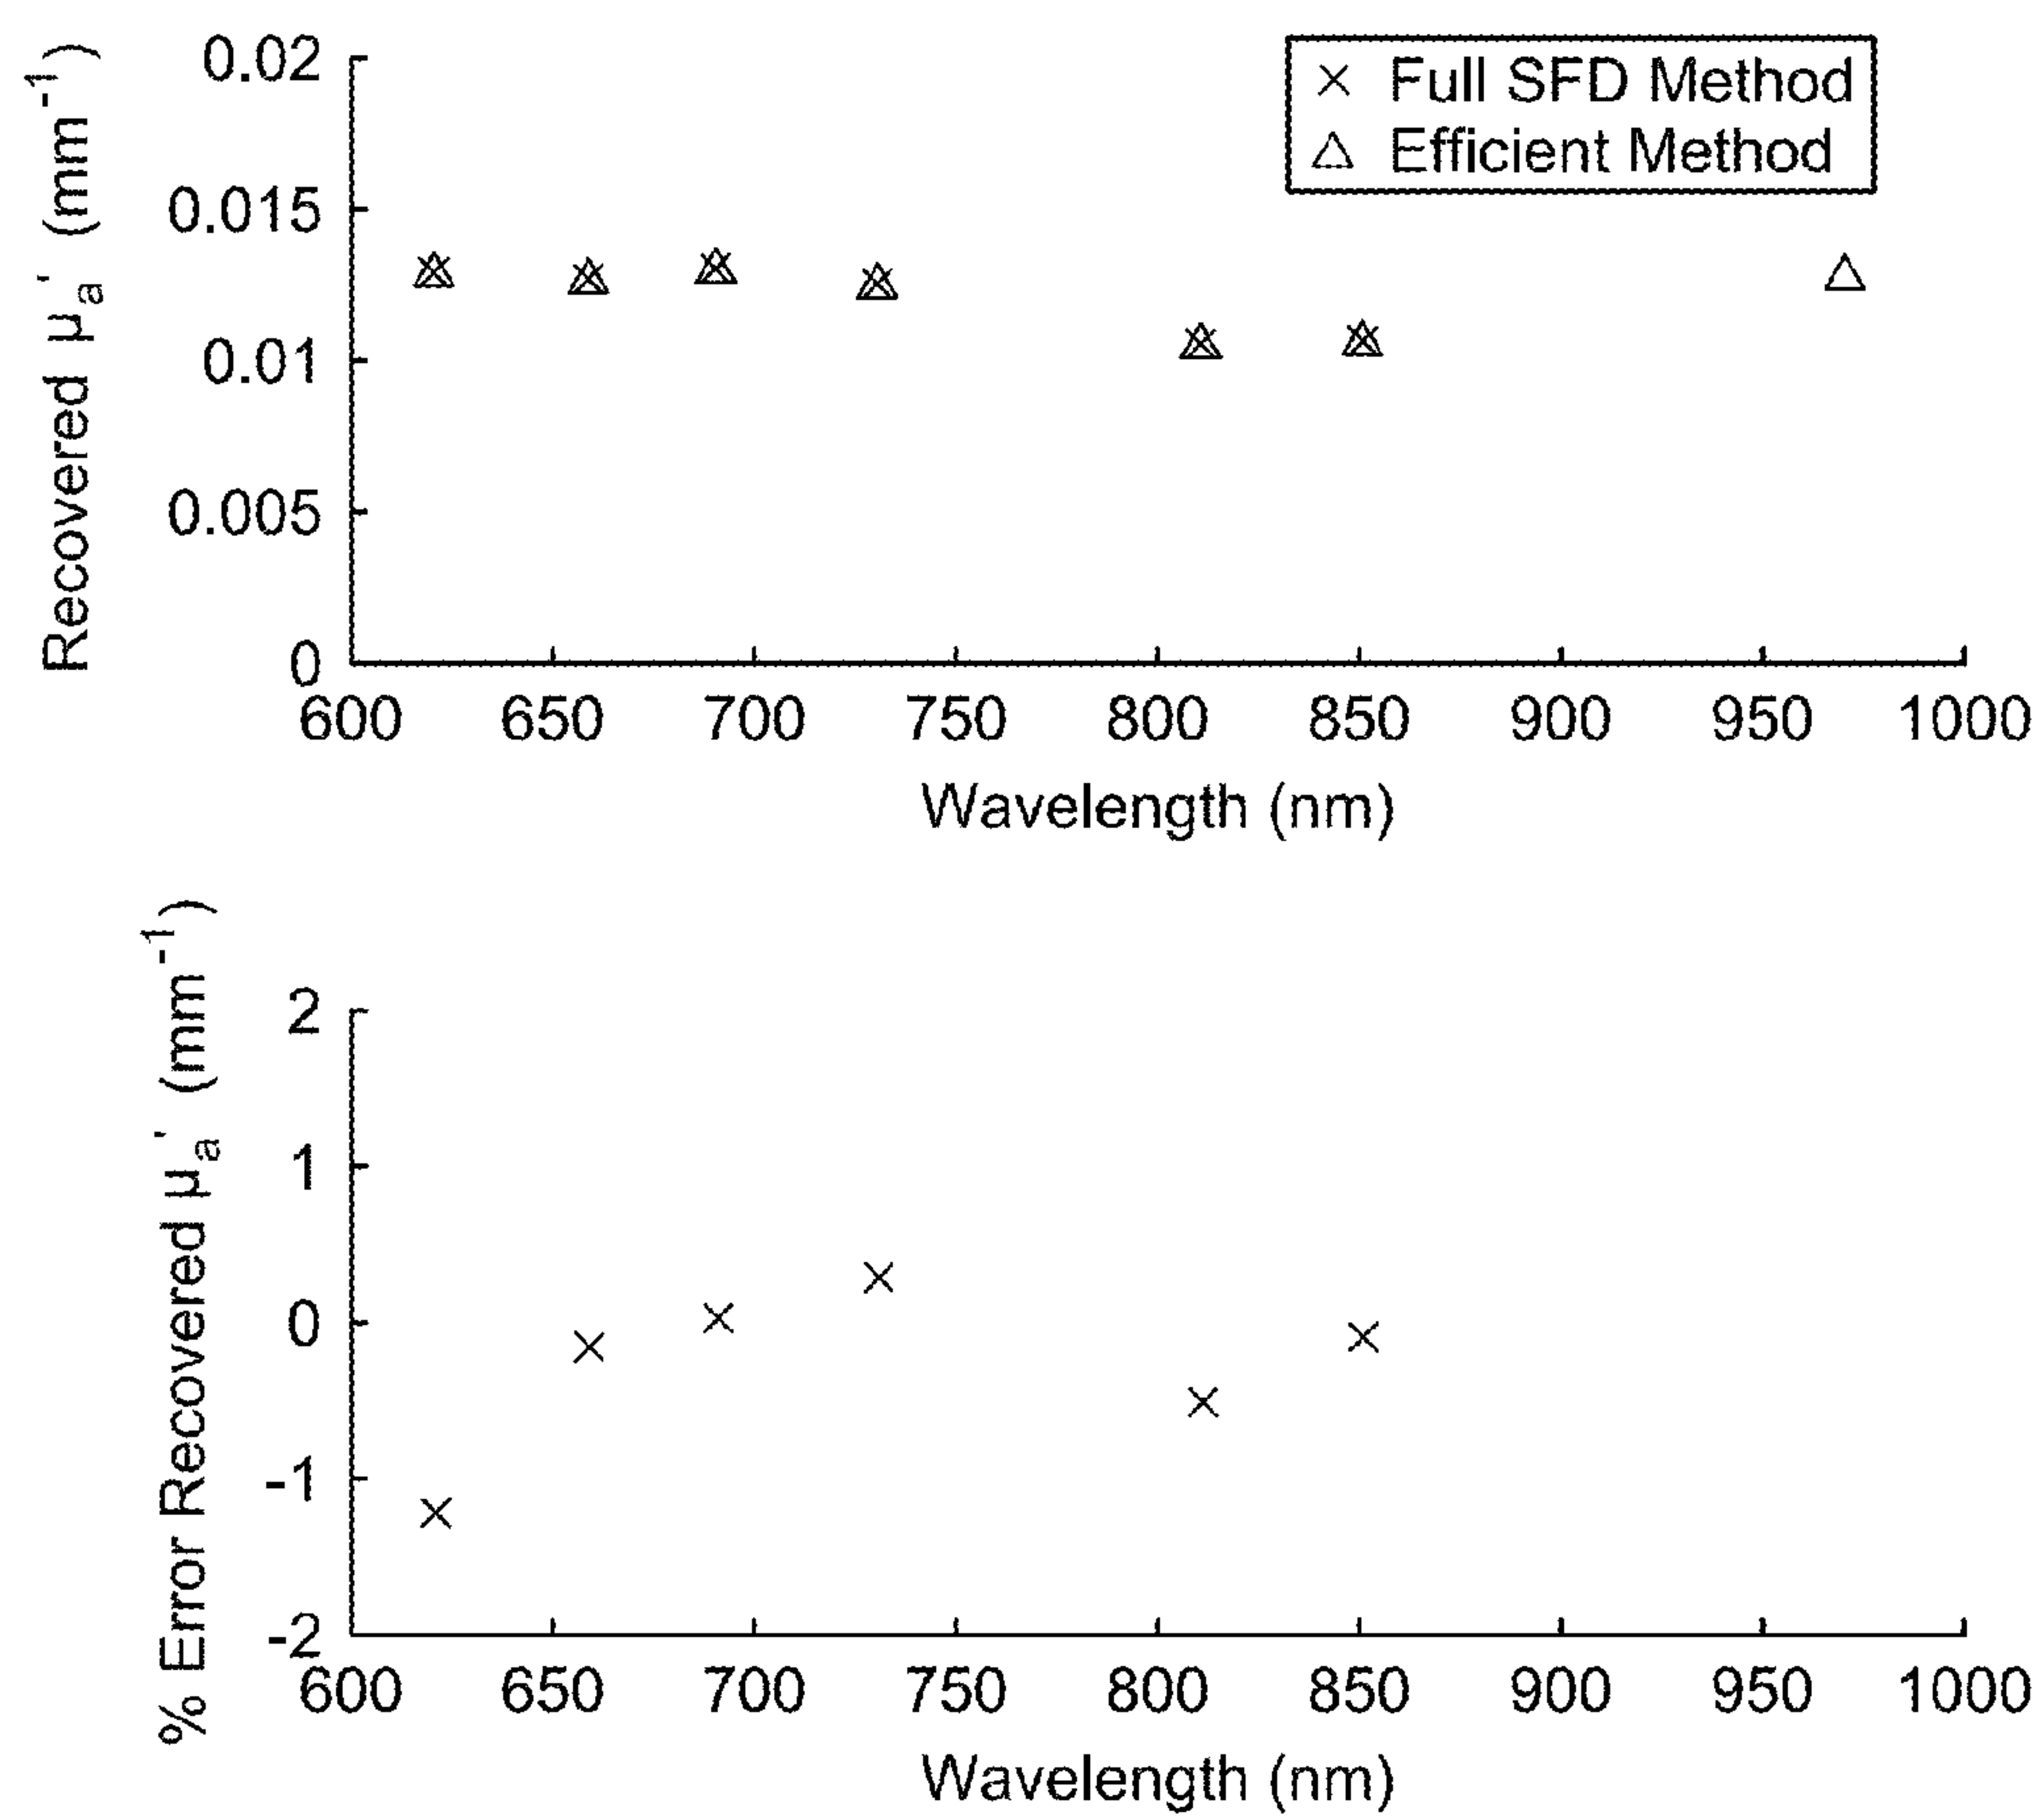 Recovered μa' (mm-1)
0.02
0.015
0.01
0.005
0
× Full SFD Method
△ Efficient Method
600 650 700 750 800 850 900 950 1000
Wavelength (nm)
% Error Recovered μa' (mm-1)
2
1
0
-1
-2
600 650 700 750 800 850 900 950 1000
Wavelength (nm)